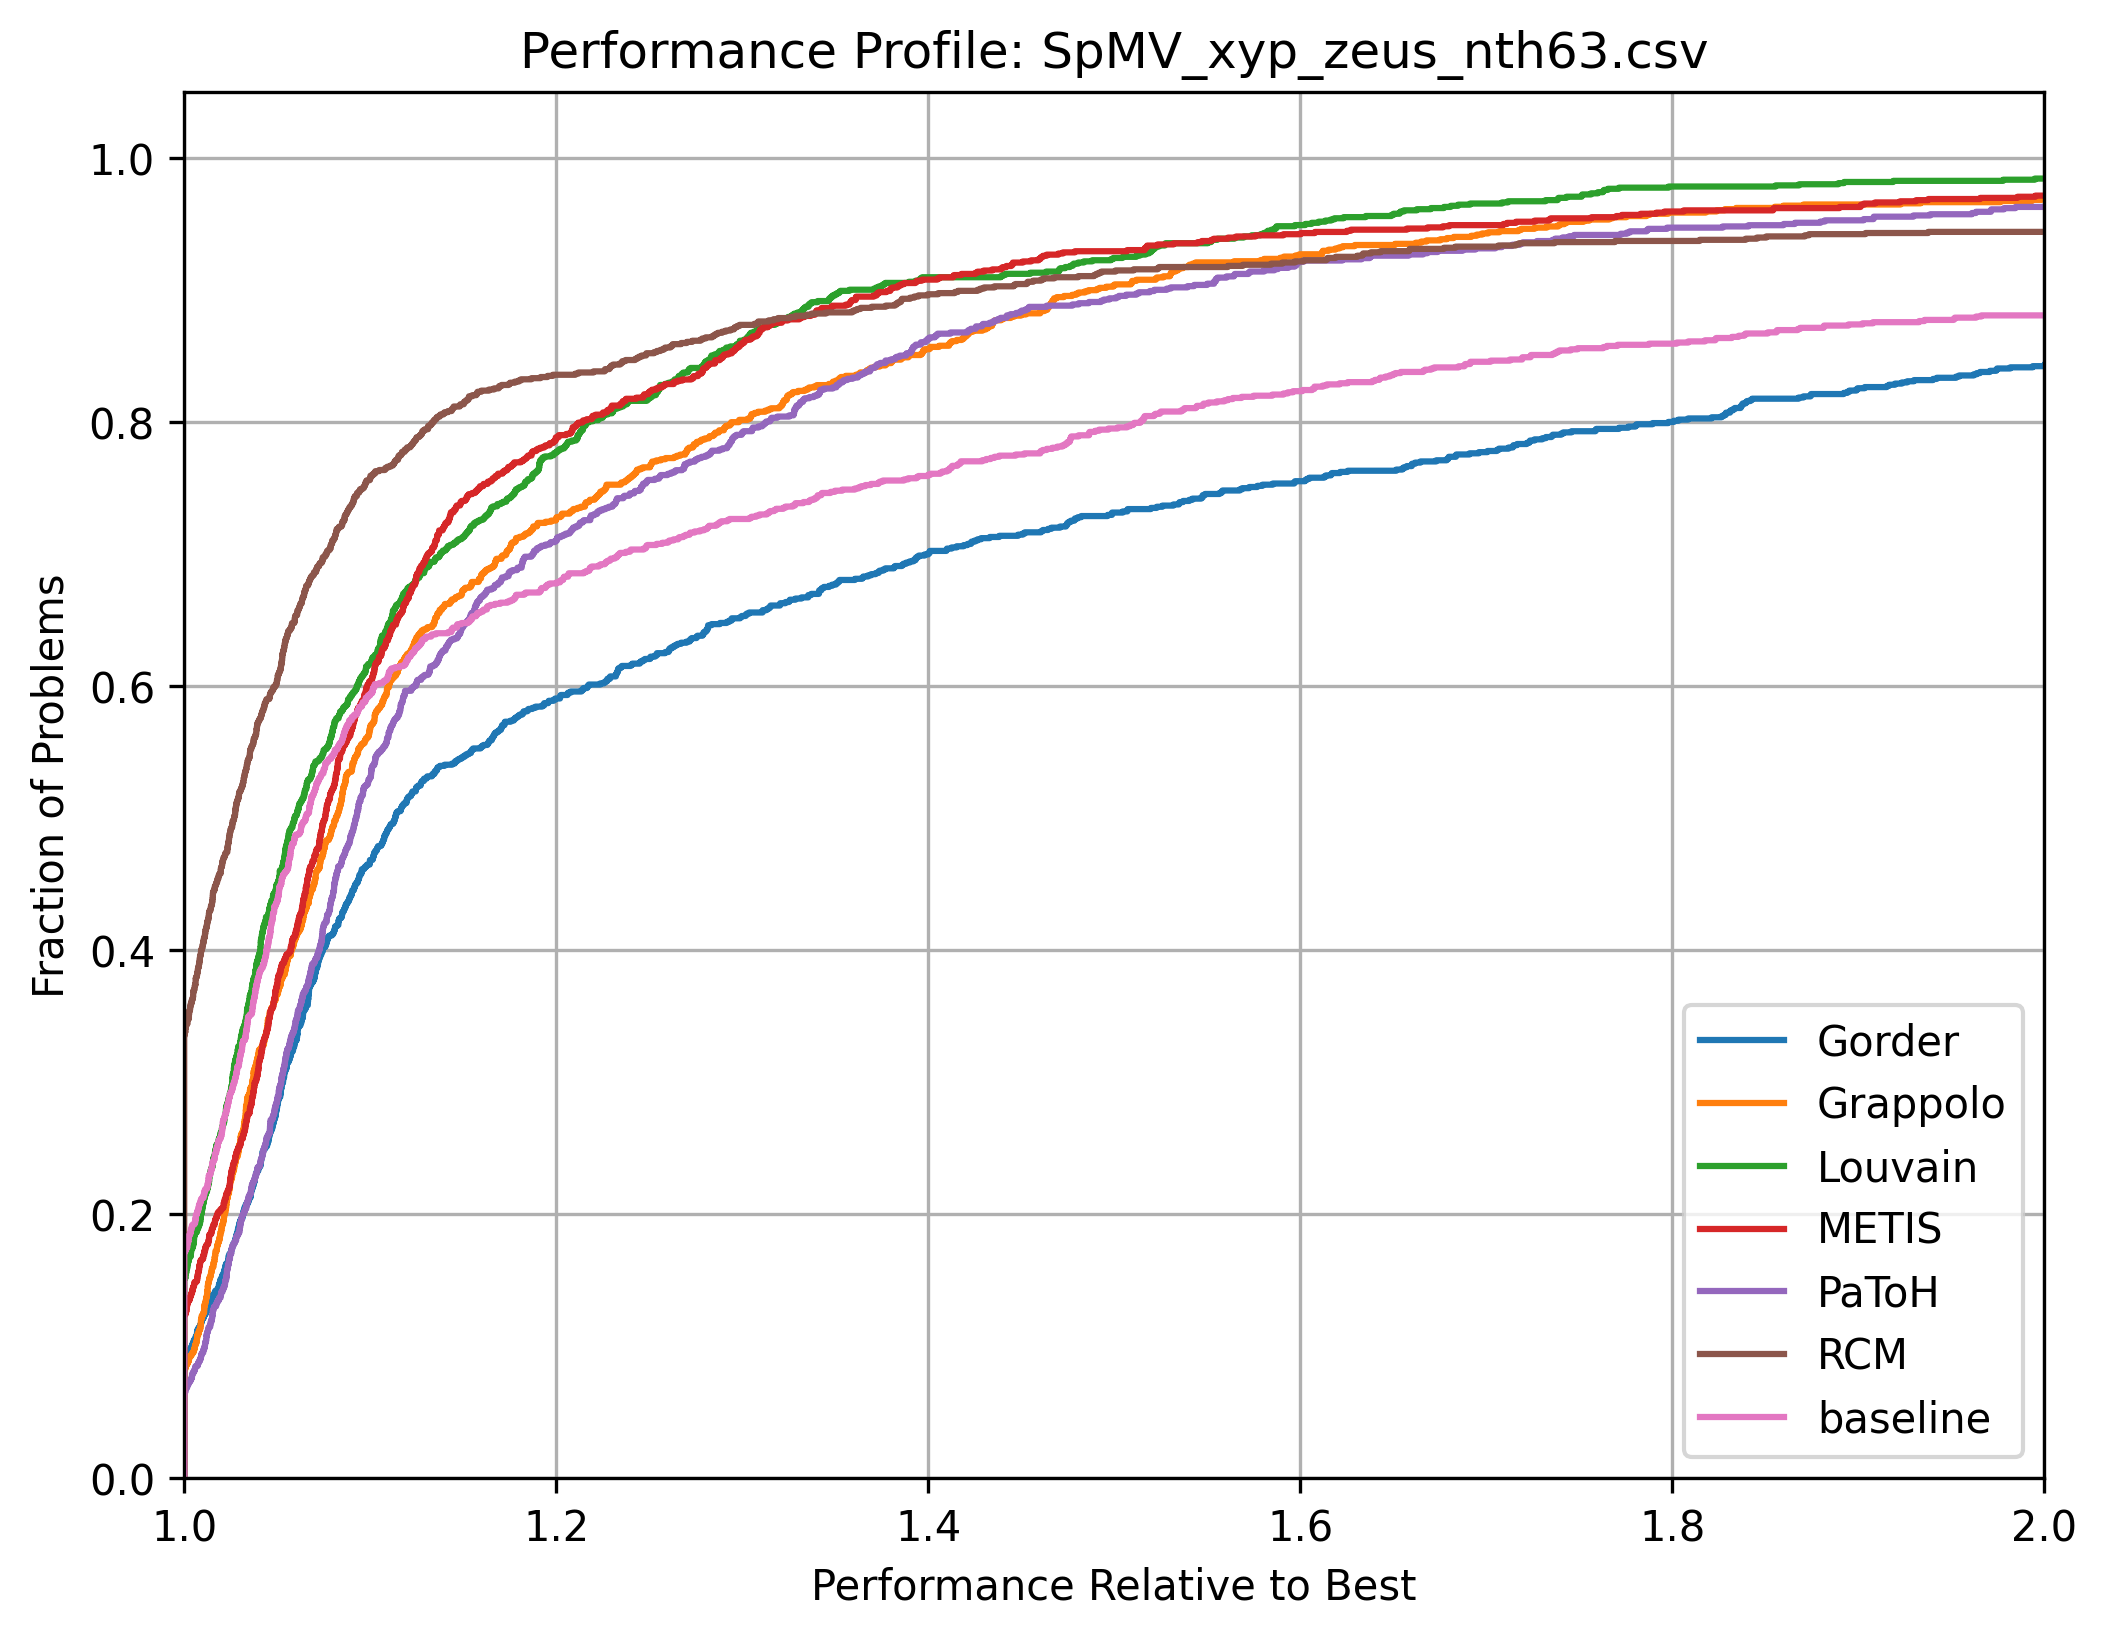 Performance Profile: SpMV_xyp_zeus_nth63.csv
1.0
0.8
0.6
0.4
0.2
0.0
Fraction of Problems
Gorder
Grappolo
Louvain
METIS
PaToH
RCM
baseline
1.0 1.2 1.4 1.6 1.8 2.0
Performance Relative to Best